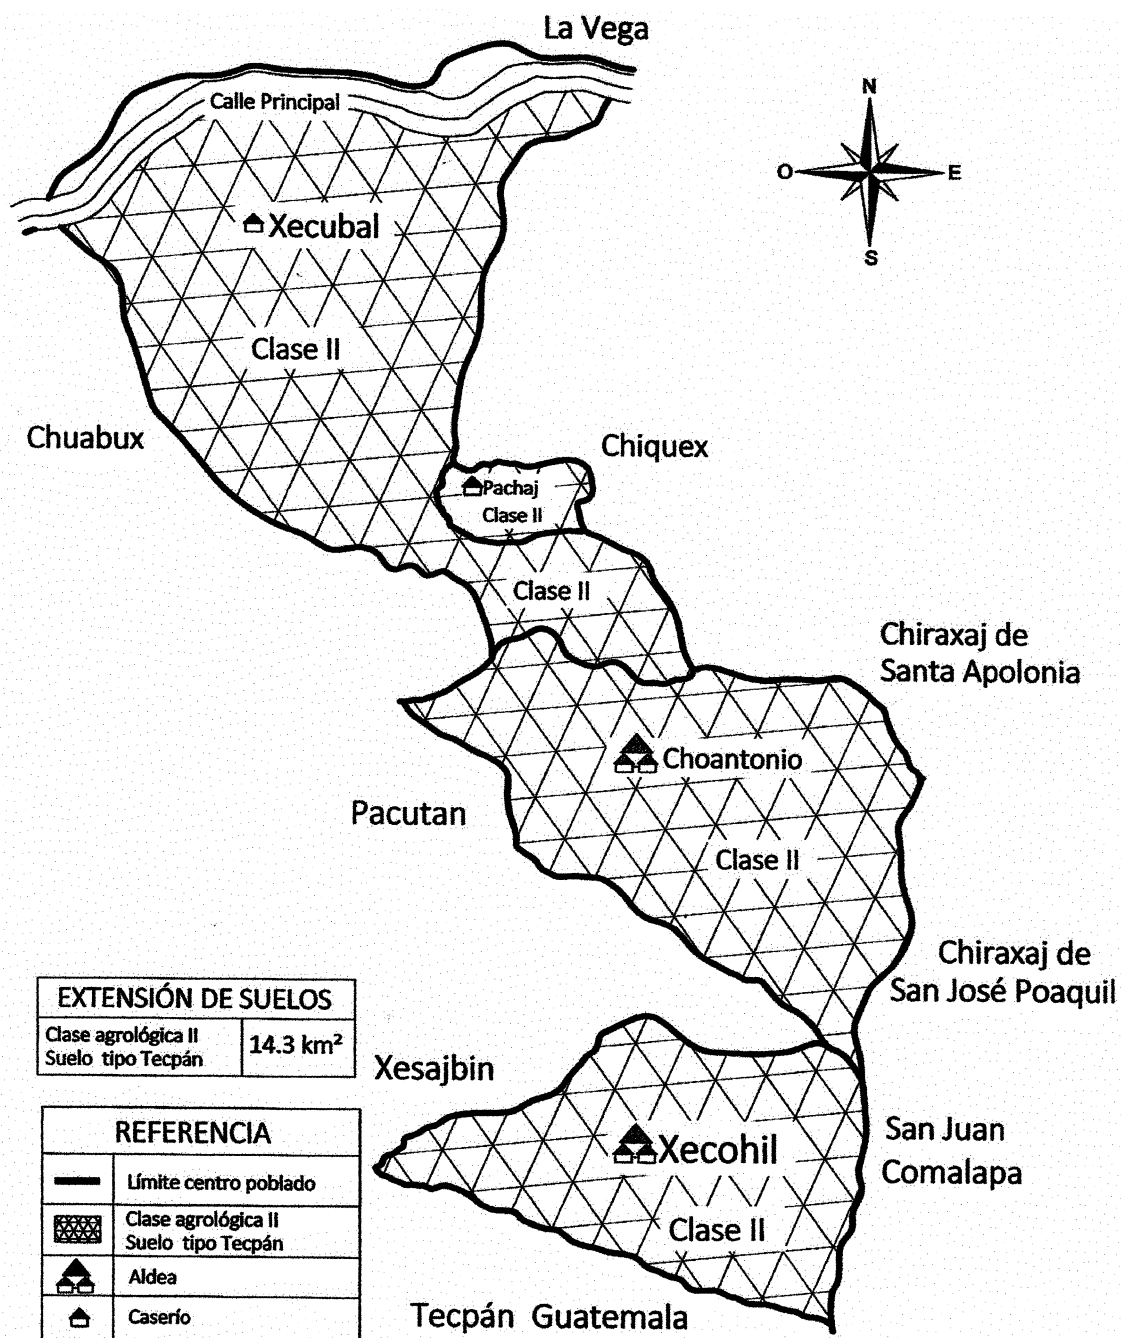 La Vega
Calle Principal
N
O
E
S
Xecubal
Clase II
Chuabux
Chiquex
Pachaj
Clase II
Clase II
Chiraxaj de
Santa Apolonia
Choantonio
Pacutan
Clase II
Chiraxaj de
San José Poaquil
EXTENSIÓN DE SUELOS
Clase agrológica II
Suelo tipo Tecpán
14.3 km²
Xesajbin
San Juan
Comalapa
Xecohil
Clase II
REFERENCIA
Límite centro poblado
Clase agrológica II
Suelo tipo Tecpán
Aldea
Caserío
Tecpán Guatemala